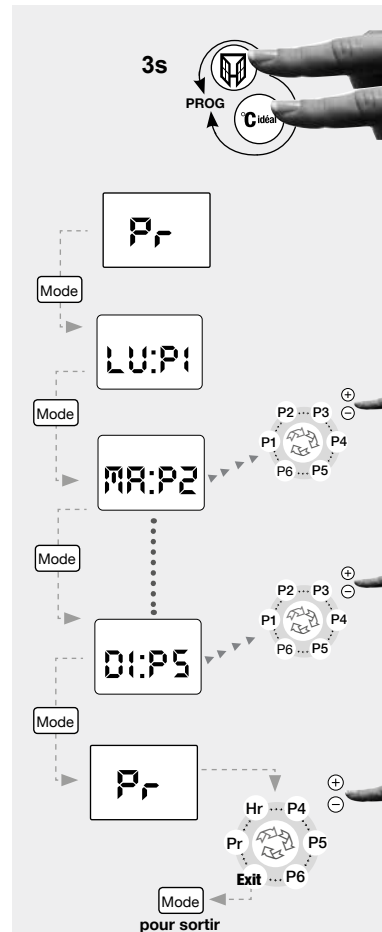 3s
PROG
°C idéal
Pr
Mode
LU:P1
Mode
P2 ... P3
+
MA:P2
P1
P4
-
P6 ... P5
Mode
P2 ... P3
+
DI:P5
P1
P4
-
P6 ... P5
Mode
Pr
+
-
Hr ... P4
Pr
P5
Exit ... P6
Mode
pour sortir